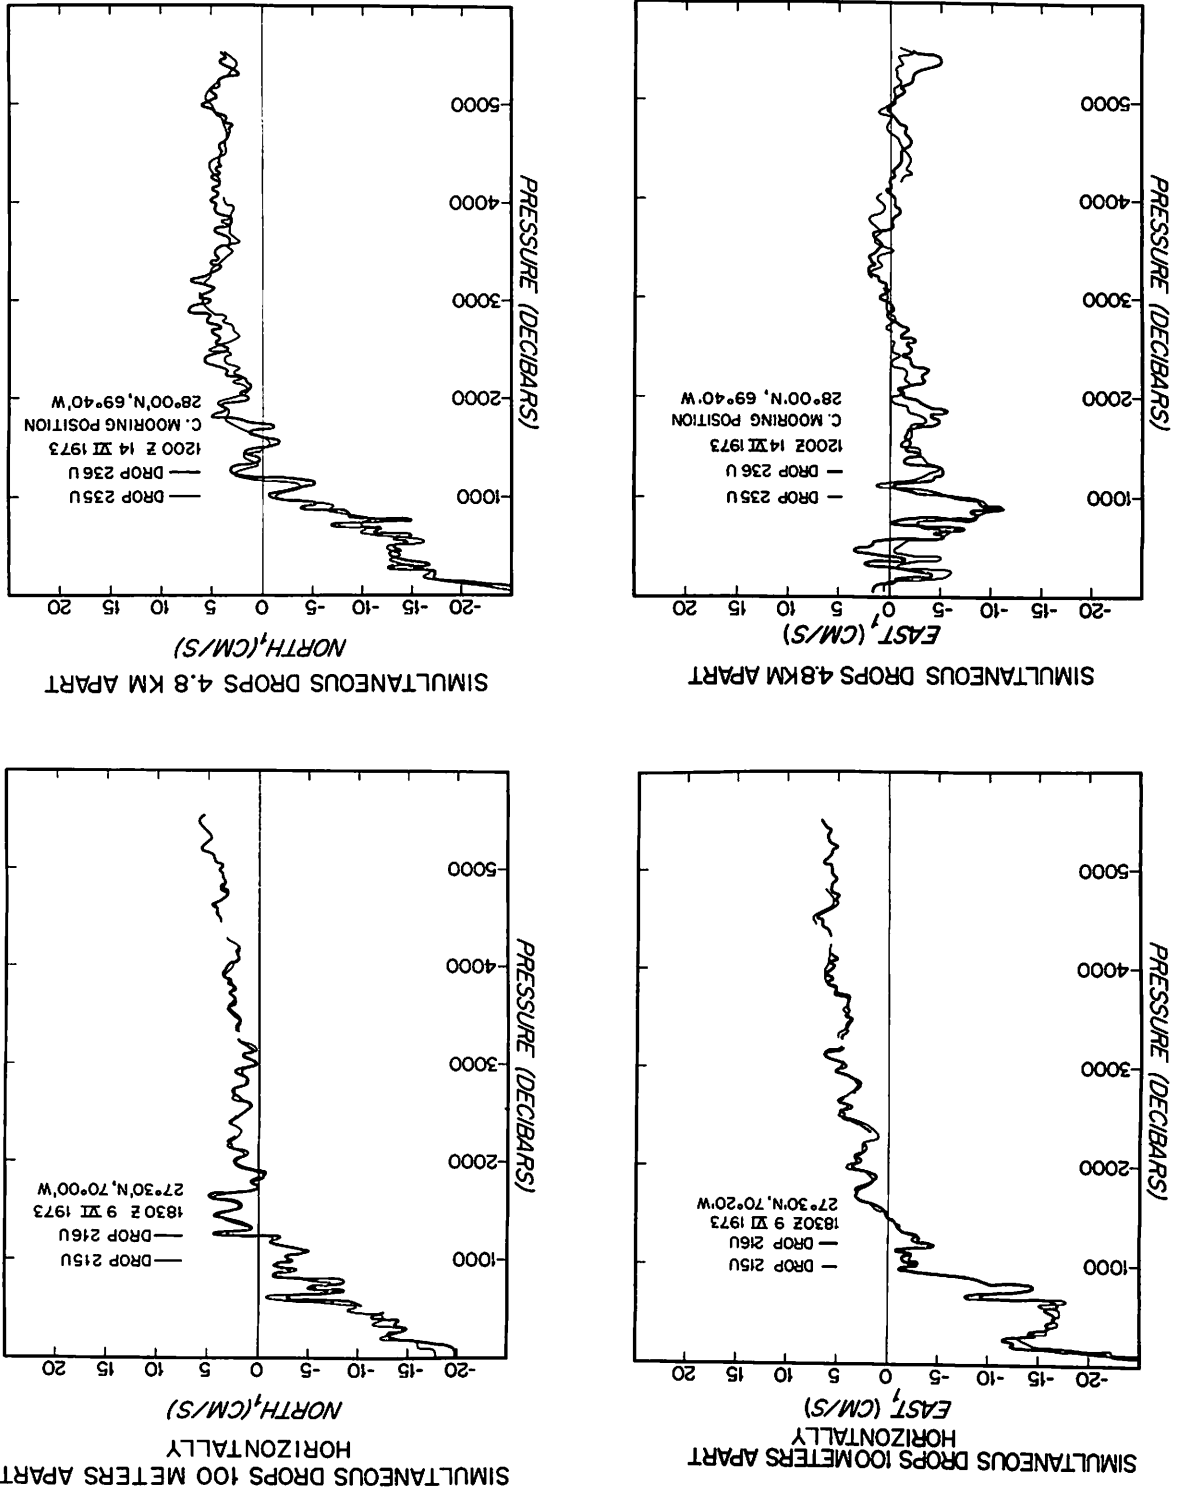 SIMULTANEOUS DROPS 100METERS APART
HORIZONTALLY
EAST, (CM/S)
-20 -15 -10 -5 0 5 10 15 20
PRESSURE (DECIBARS)
1000
2000
3000
4000
5000
— DROP 215U
— DROP 216U
1830Z 9 VI 1973
27°30'N, 70°20'W
SIMULTANEOUS DROPS 100 METERS APART
HORIZONTALLY
NORTH, (CM/S)
-20 -15 -10 -5 0 5 10 15 20
PRESSURE (DECIBARS)
1000
2000
3000
4000
5000
— DROP 215U
— DROP 216U
1830 Z 9 VI 1973
27°30'N, 70°00'W
SIMULTANEOUS DROPS 4.8KM APART
EAST, (CM/S)
-20 -15 -10 -5 0 5 10 15 20
PRESSURE (DECIBARS)
1000
2000
3000
4000
5000
— DROP 235U
— DROP 236 U
1200Z 14 VI 1973
C. MOORING POSITION
28°00'N, 69°40'W
SIMULTANEOUS DROPS 4.8 KM APART
NORTH, (CM/S)
-20 -15 -10 -5 0 5 10 15 20
PRESSURE (DECIBARS)
1000
2000
3000
4000
5000
— DROP 235U
— DROP 236 U
1200 Z 14 VI 1973
C. MOORING POSITION
28°00'N, 69°40'W